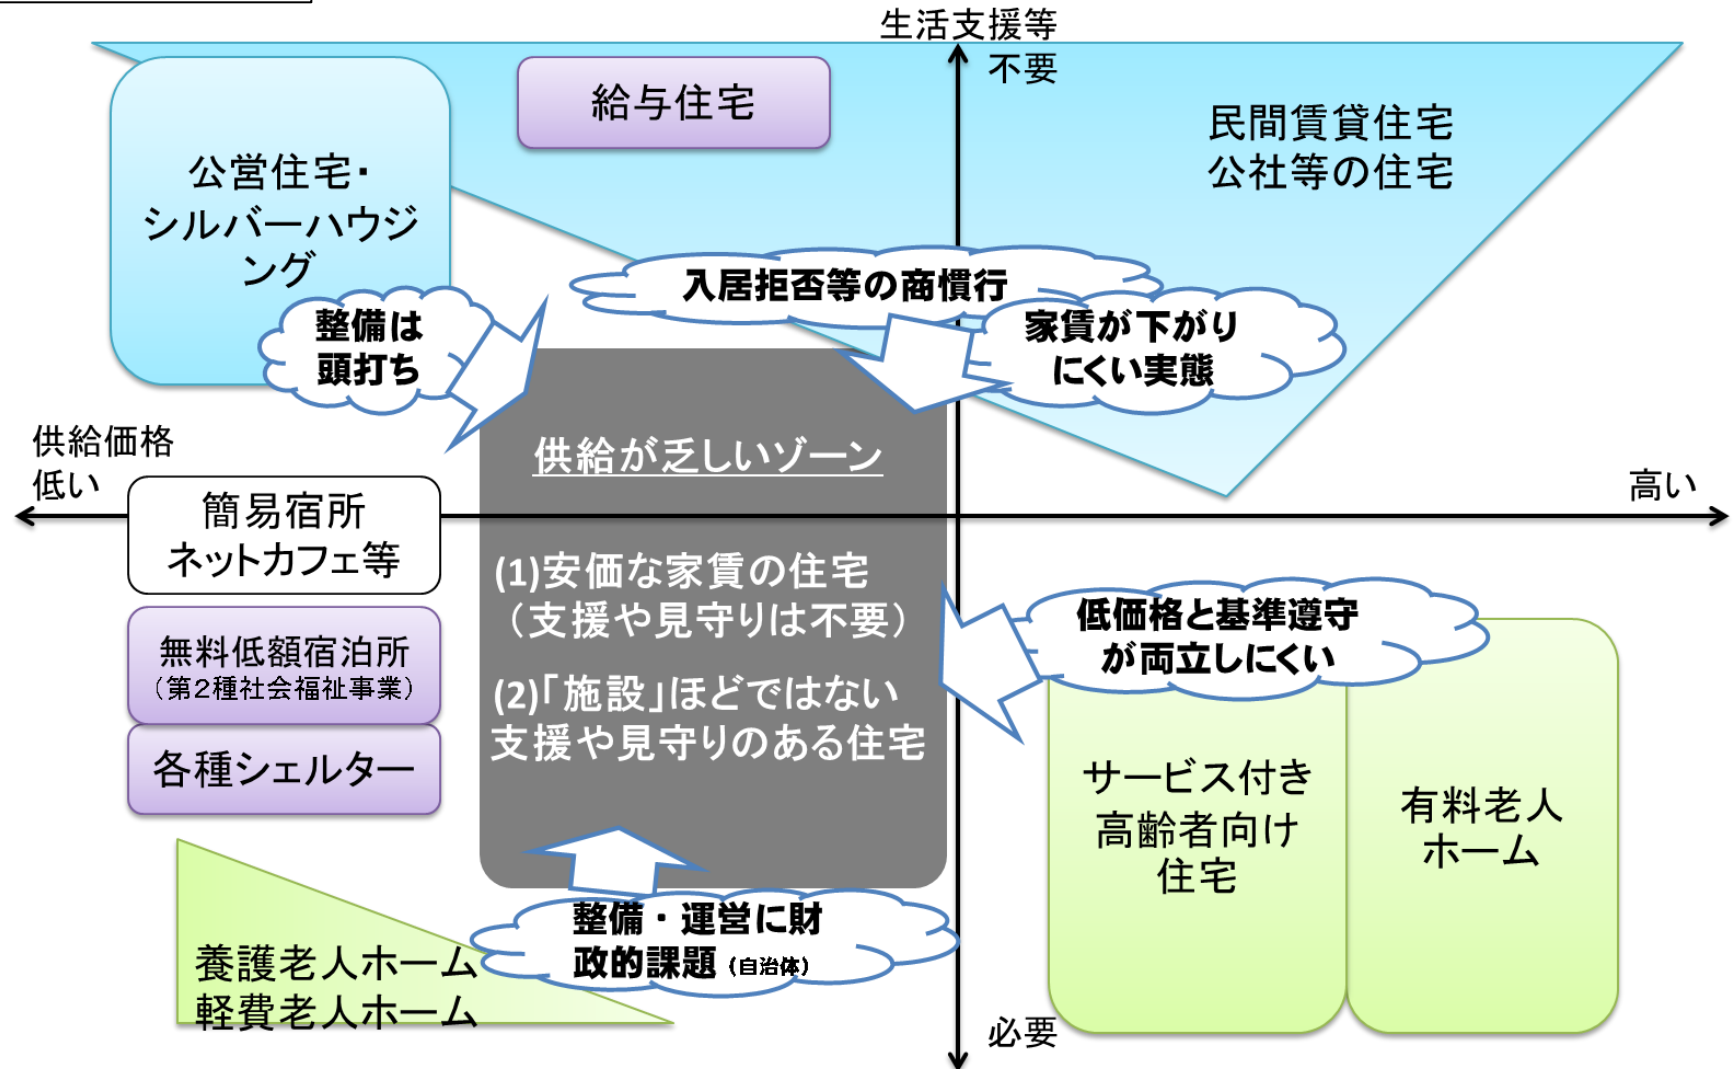 生活支援等
不要
給与住宅
民間賃貸住宅
公社等の住宅
公営住宅・
シルバーハウジ
ング
入居拒否等の商慣行
整備は
頭打ち
家賃が下がり
にくい実態
供給価格
低い
高い
供給が乏しいゾーン
簡易宿所
ネットカフェ等
(1)安価な家賃の住宅
（支援や見守りは不要）
(2)「施設」ほどではない
支援や見守りのある住宅
無料低額宿泊所
（第２種社会福祉事業）
各種シェルター
低価格と基準遵守
が両立しにくい
サービス付き
高齢者向け
住宅
有料老人
ホーム
整備・運営に財
政的課題（自治体）
養護老人ホーム
軽費老人ホーム
必要